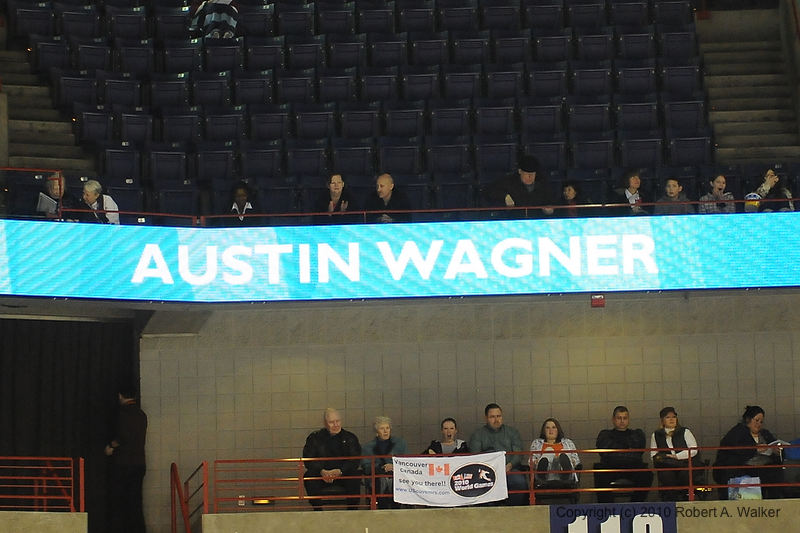 AUSTIN WAGNER
Vancouver
Canada
see you there!!
2010
World Games
Copyright (c) 2010 Robert A. Walker